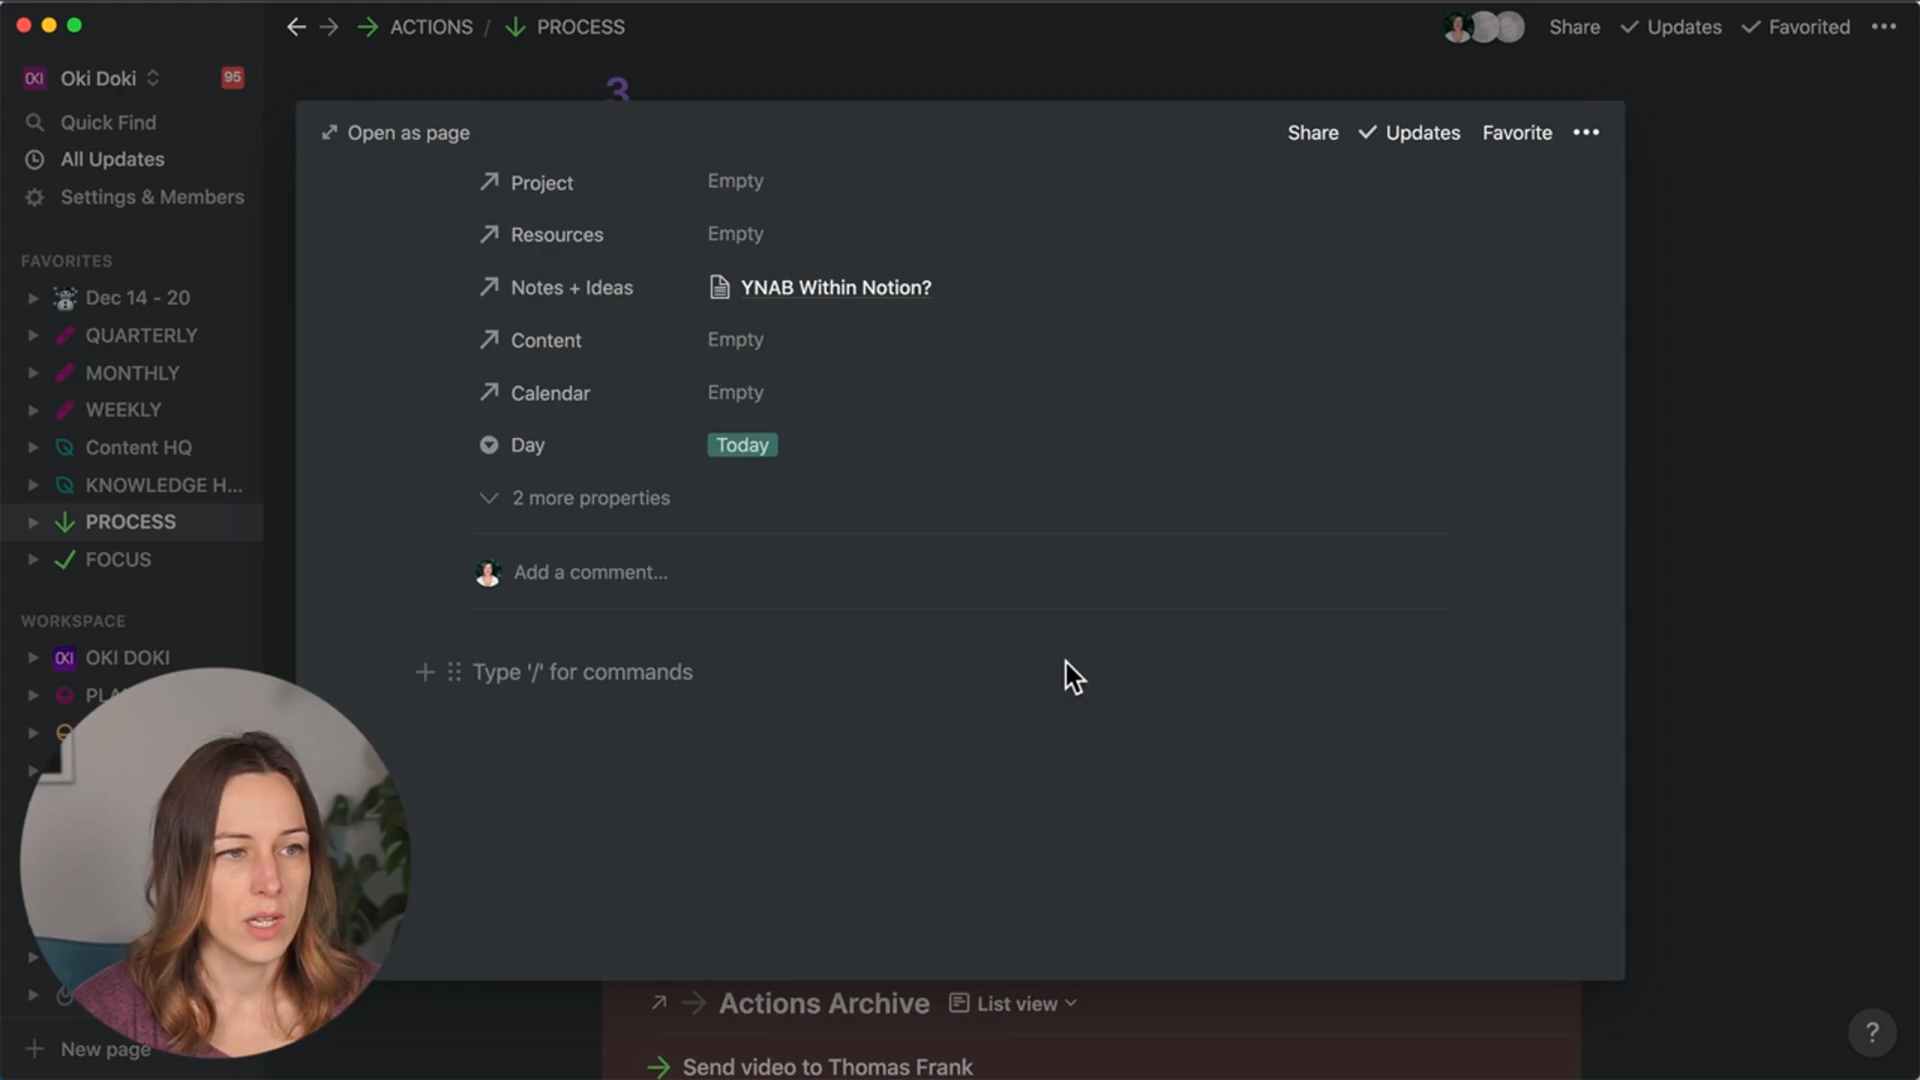 ACTIONS / PROCESS
Share Updates Favorited
OKI Oki Doki 95
Quick Find
All Updates
Settings & Members
FAVORITES
Dec 14 - 20
QUARTERLY
MONTHLY
WEEKLY
Content HQ
KNOWLEDGE H...
PROCESS
FOCUS
WORKSPACE
OKI OKI DOKI
New page
3
Open as page
Share Updates Favorite
Project Empty
Resources Empty
Notes + Ideas YNAB Within Notion?
Content Empty
Calendar Empty
Day Today
2 more properties
Add a comment...
Type '/' for commands
Actions Archive List view
Send video to Thomas Frank
?